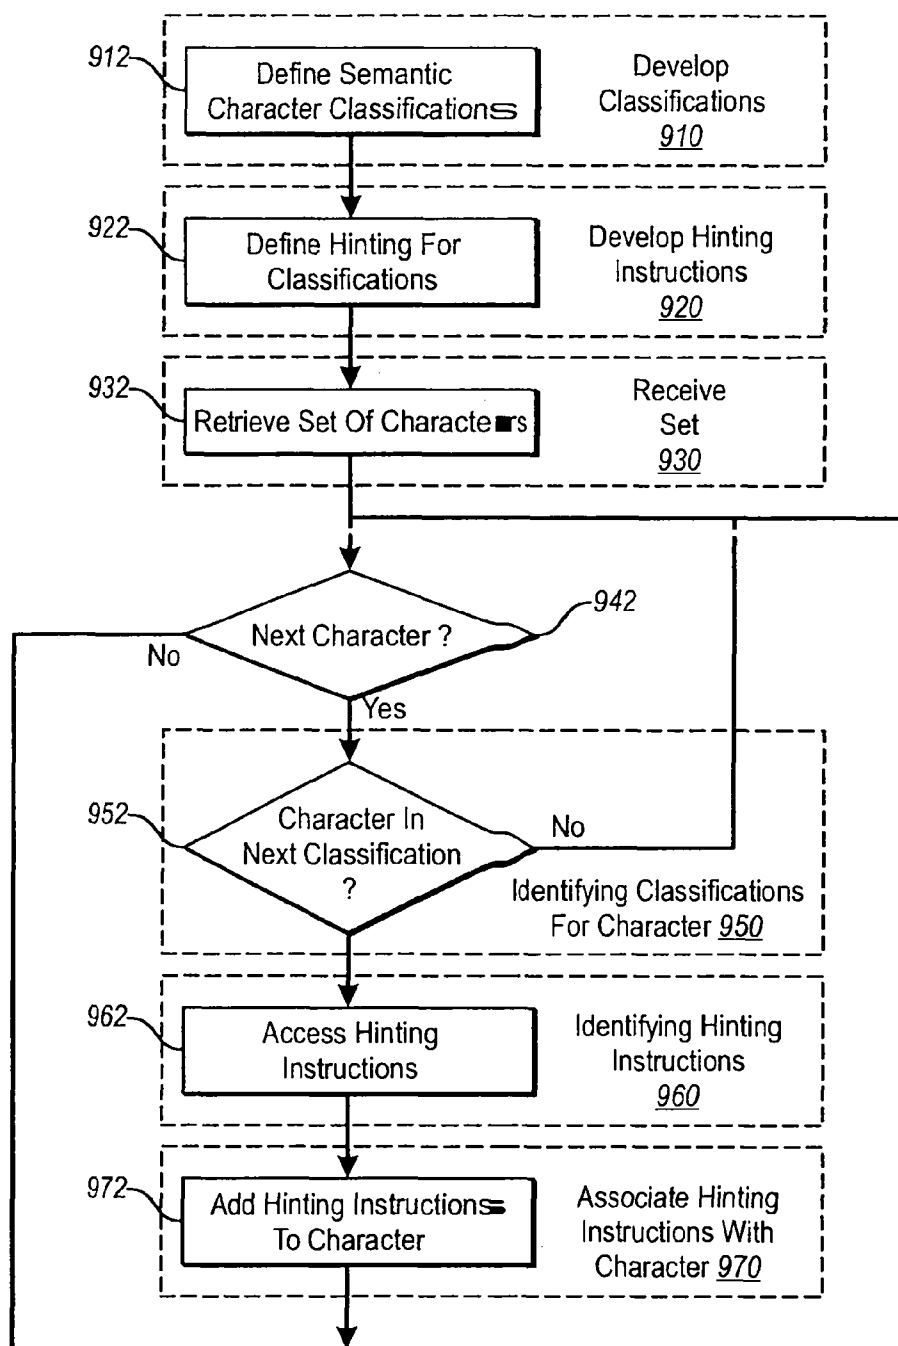 912
Define Semantic
Character Classifications
Develop
Classifications
910
922
Define Hinting For
Classifications
Develop Hinting
Instructions
920
932
Retrieve Set Of Characters
Receive
Set
930
Next Character ?
942
No
Yes
952
Character In
Next Classification
?
No
Identifying Classifications
For Character 950
962
Access Hinting
Instructions
Identifying Hinting
Instructions
960
972
Add Hinting Instructions
To Character
Associate Hinting
Instructions With
Character 970